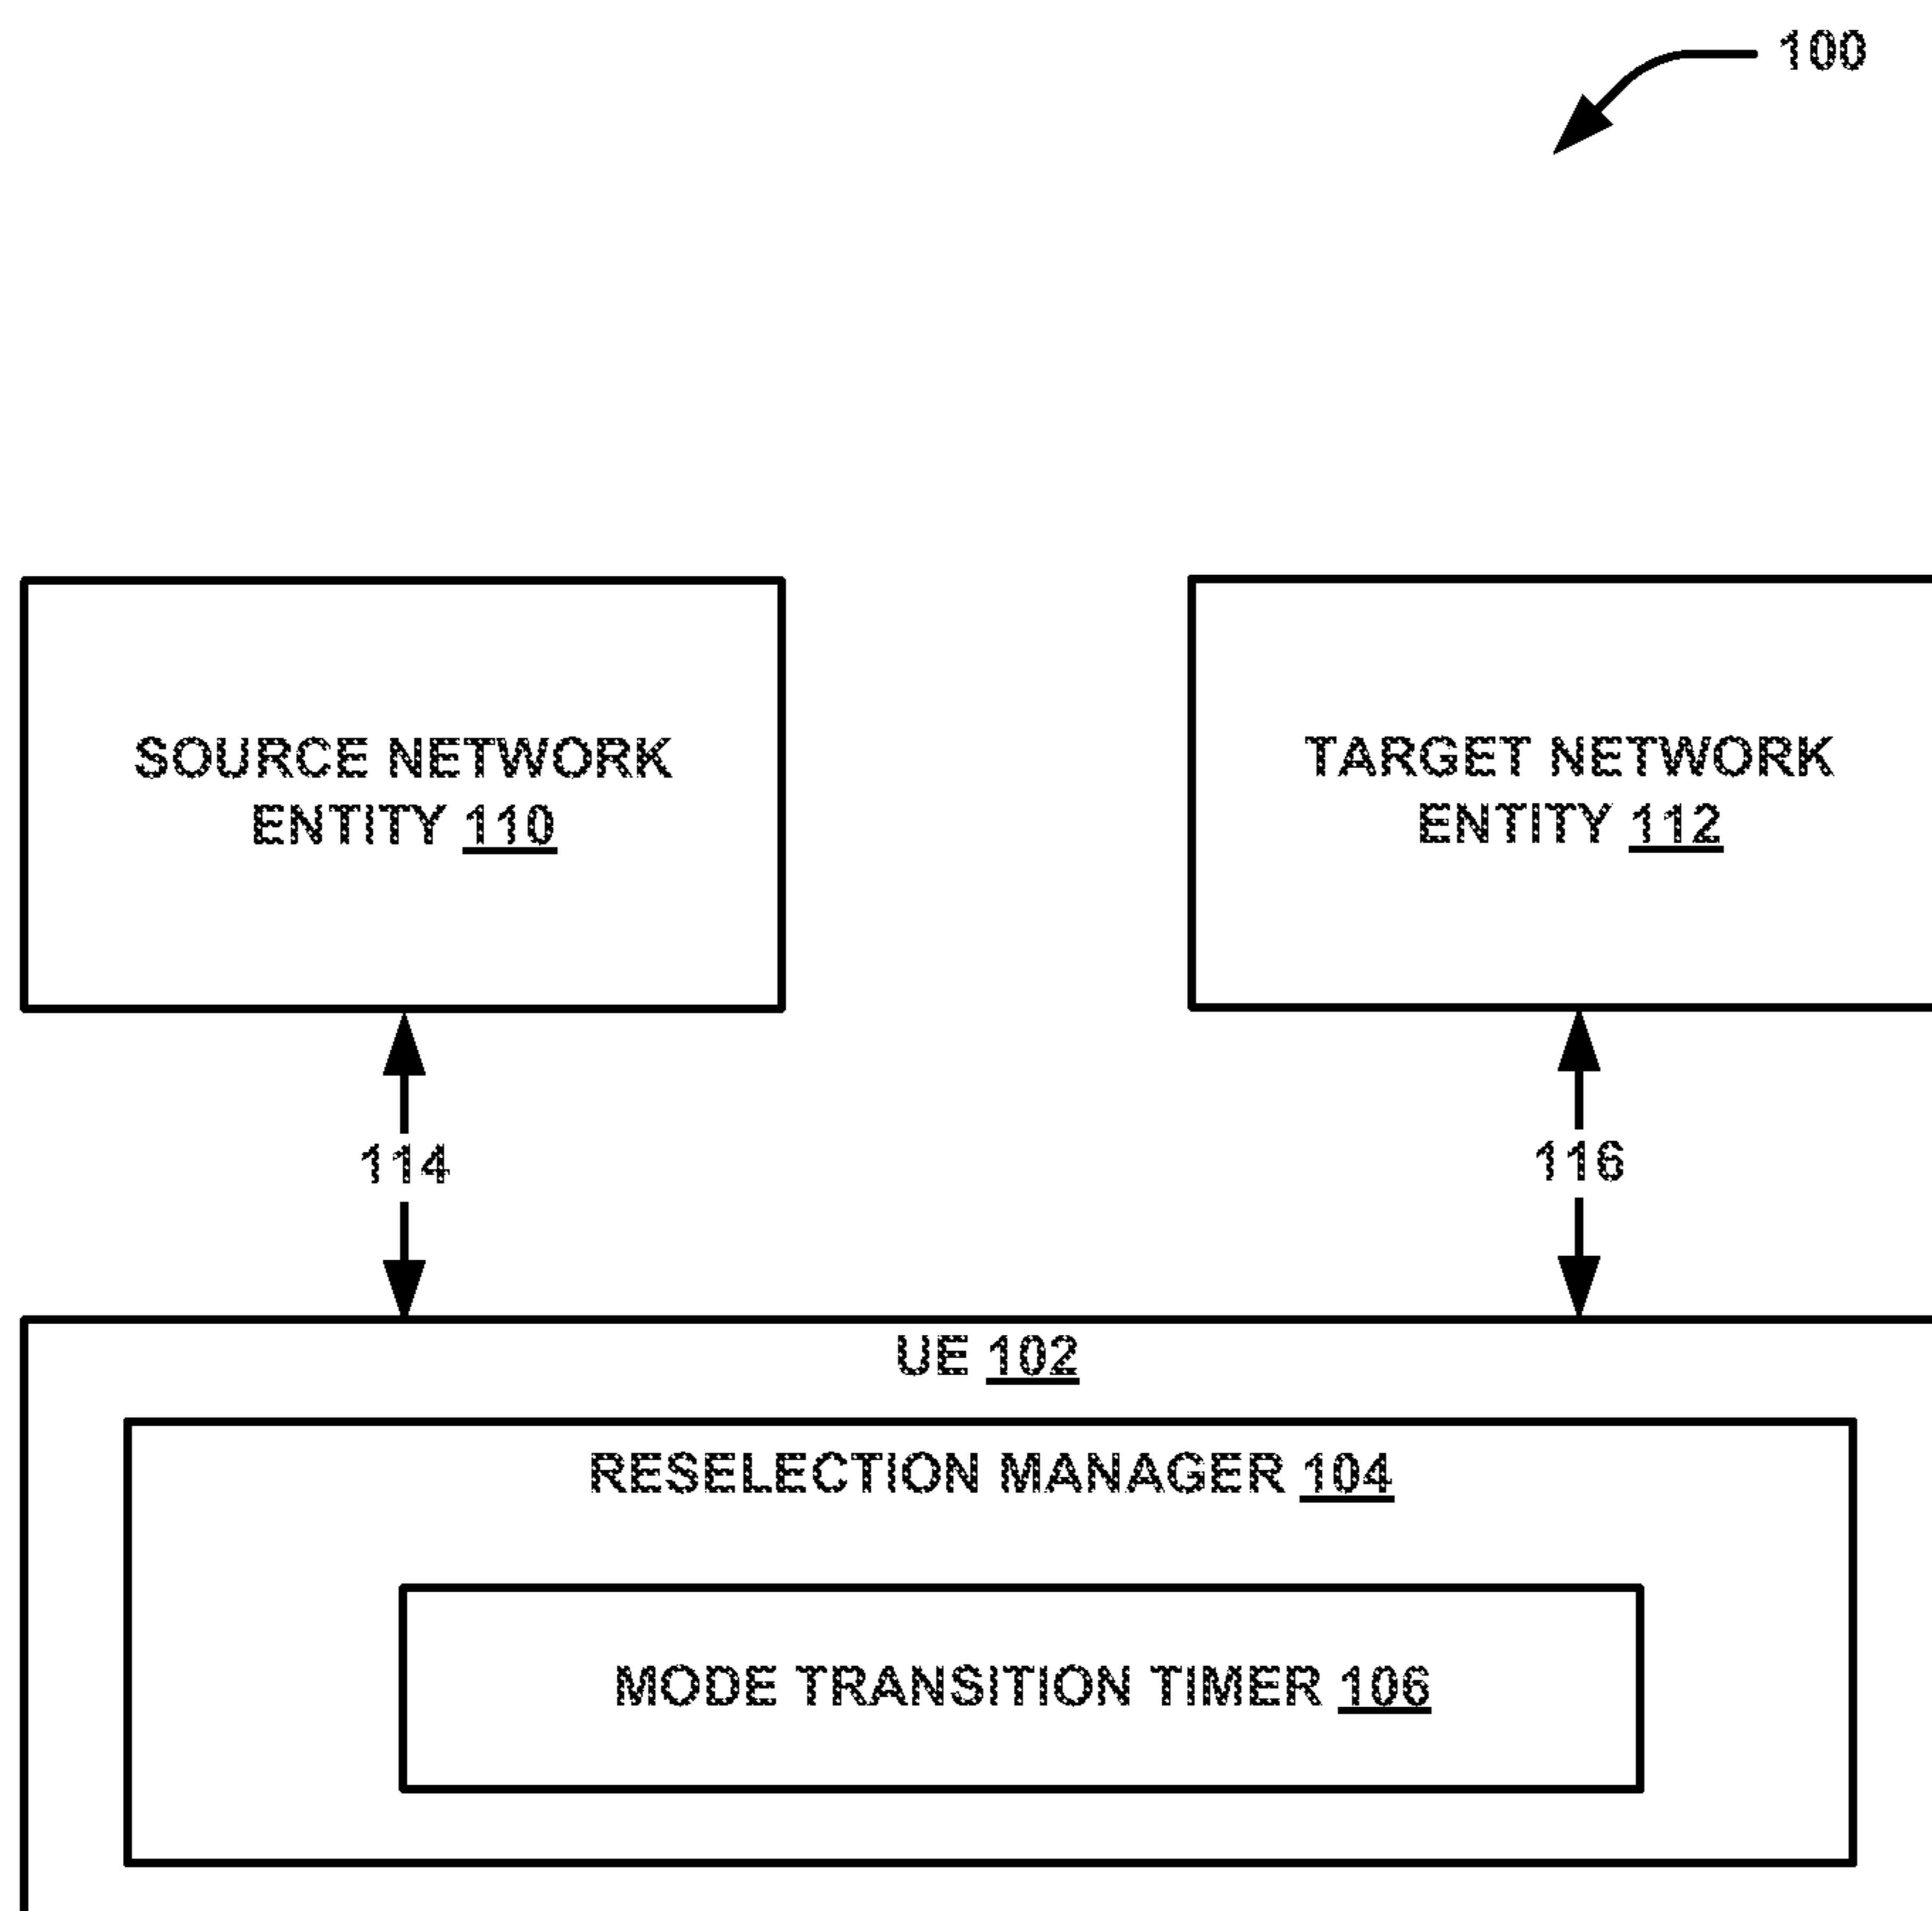 100
SOURCE NETWORK
ENTITY 110
TARGET NETWORK
ENTITY 112
114
116
UE 102
RESELECTION MANAGER 104
MODE TRANSITION TIMER 106